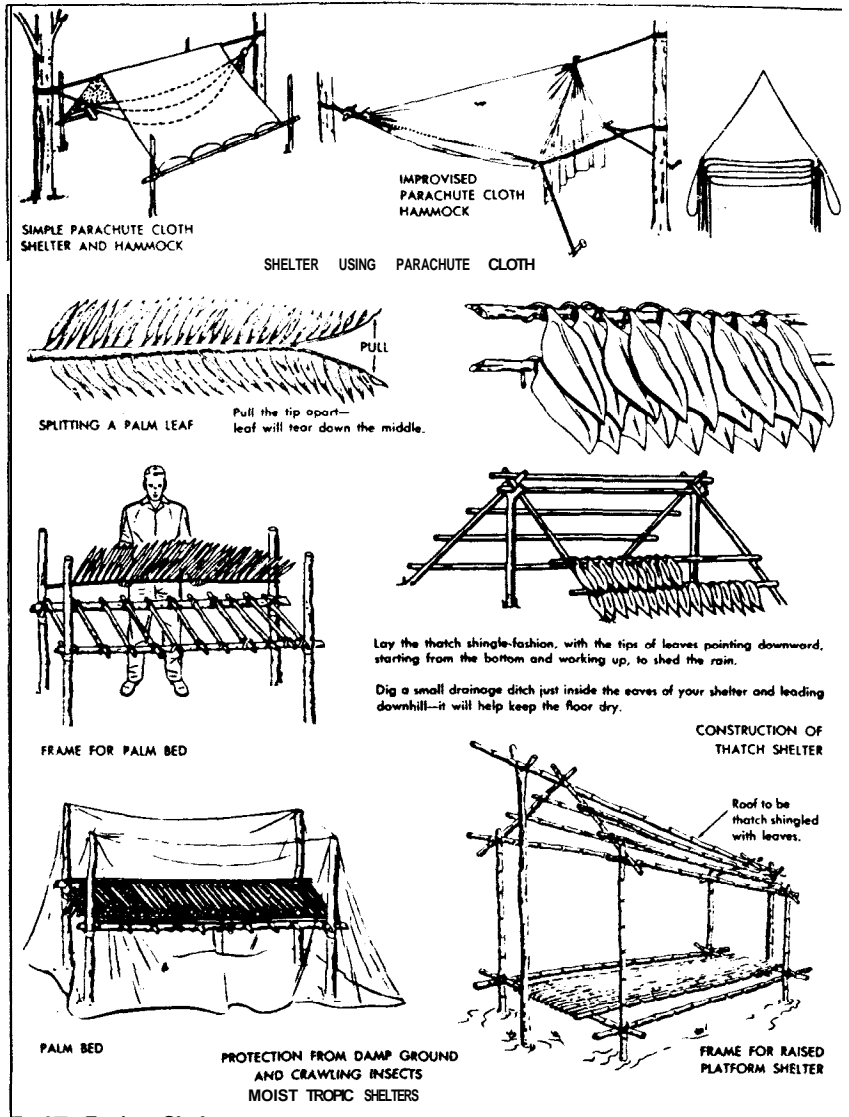 SIMPLE PARACHUTE CLOTH
SHELTER AND HAMMOCK
IMPROVISED
PARACHUTE CLOTH
HAMMOCK
SHELTER USING PARACHUTE CLOTH
PULL
SPLITTING A PALM LEAF
Pull the tip apart—
leaf will tear down the middle.
Lay the thatch shingle-fashion, with the tips of leaves pointing downward,
starting from the bottom and working up, to shed the rain.
Dig a small drainage ditch just inside the eaves of your shelter and leading
downhill—it will help keep the floor dry.
FRAME FOR PALM BED
CONSTRUCTION OF
THATCH SHELTER
Roof to be
thatch shingled
with leaves.
PALM BED
PROTECTION FROM DAMP GROUND
AND CRAWLING INSECTS
MOIST TROPIC SHELTERS
FRAME FOR RAISED
PLATFORM SHELTER